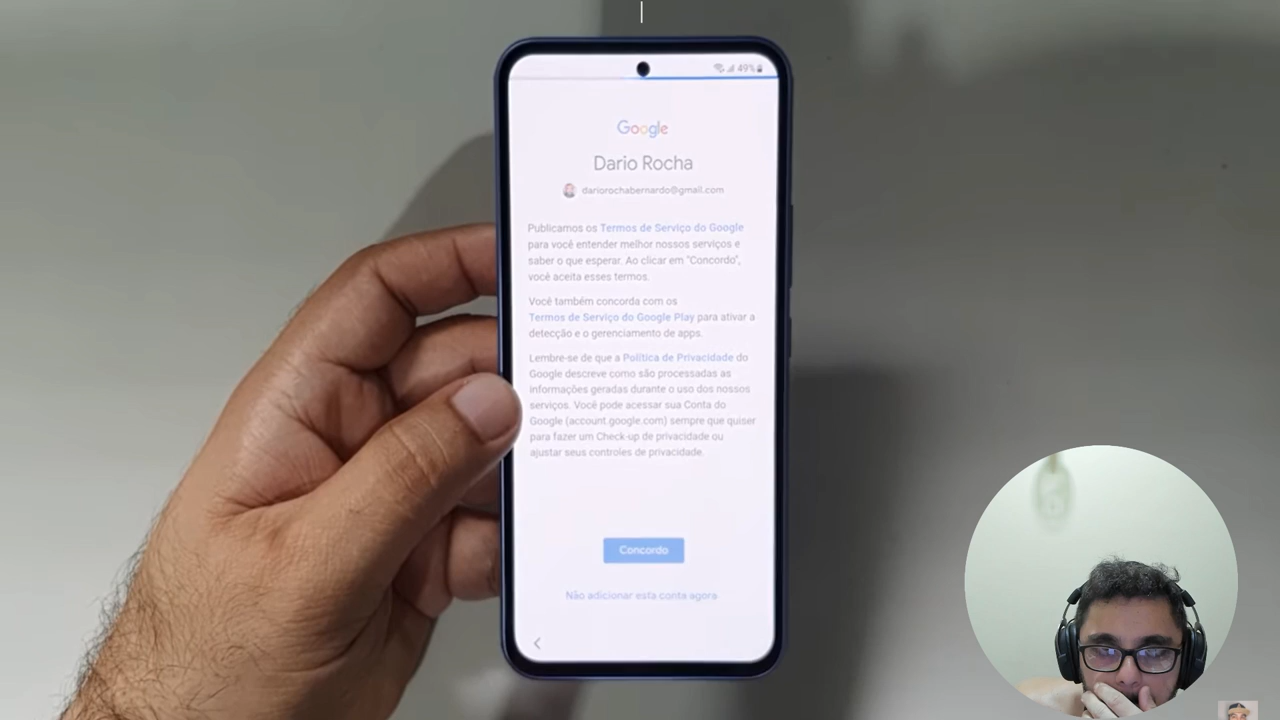 49%
Google
Dario Rocha
dariorochabernardo@gmail.com
Publicamos os Termos de Serviço do Google
para você entender melhor nossos serviços e
saber o que esperar. Ao clicar em "Concordo",
você aceita esses termos.
Você também concorda com os
Termos de Serviço do Google Play para ativar a
detecção e o gerenciamento de apps.
Lembre-se de que a Política de Privacidade do
Google descreve como são processadas as
informações geradas durante o uso dos nossos
serviços. Você pode acessar sua Conta do
Google (account.google.com) sempre que quiser
para fazer um Check-up de privacidade ou
ajustar seus controles de privacidade.
Concordo
Não adicionar esta conta agora